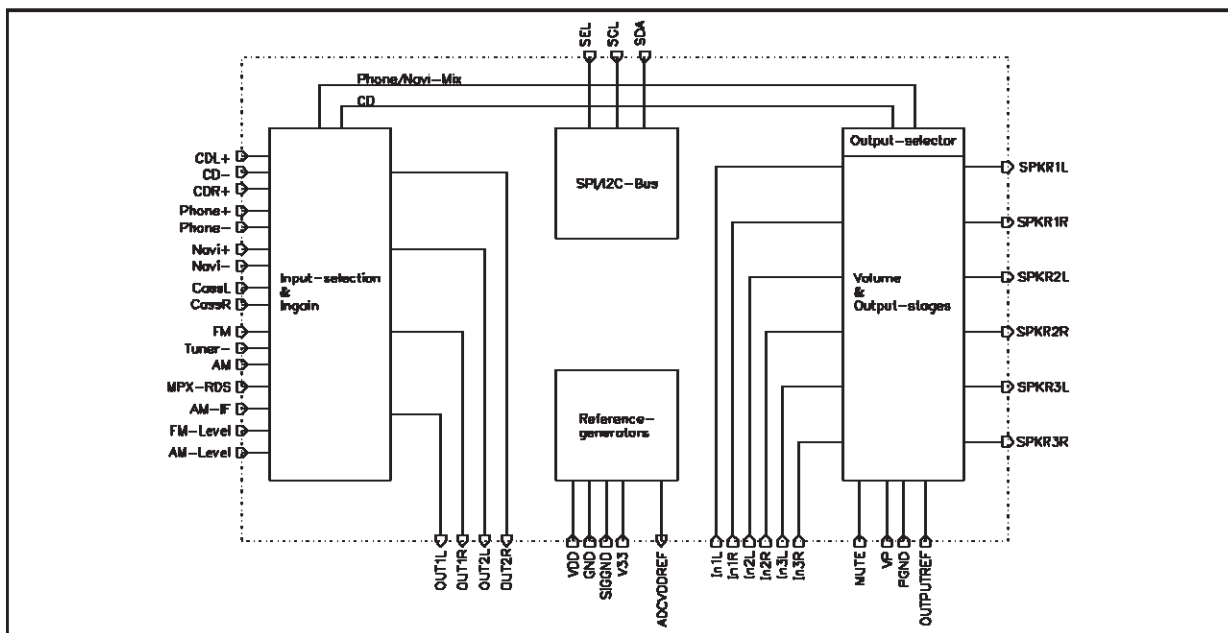 SEL
SCL
SDA
Phone/Navi-Mix
CD
CDL+
CD-
CDR+
Phone+
Phone-
Navi+
Navi-
CassL
CassR
FM
Tuner-
AM
MPX-RDS
AM-IF
FM-Level
AM-Level
Input-selection
&
Ingain
SPI/I2C-Bus
Reference-
generators
Output-selector
Volume
&
Output-stages
SPKR1L
SPKR1R
SPKR2L
SPKR2R
SPKR3L
SPKR3R
OUT1L
OUT1R
OUT2L
OUT2R
VDD
GND
SIGGND
V33
ADCVDDREF
In1L
In1R
In2L
In2R
In3L
In3R
MUTE
VP
PGND
OUTPUTREF